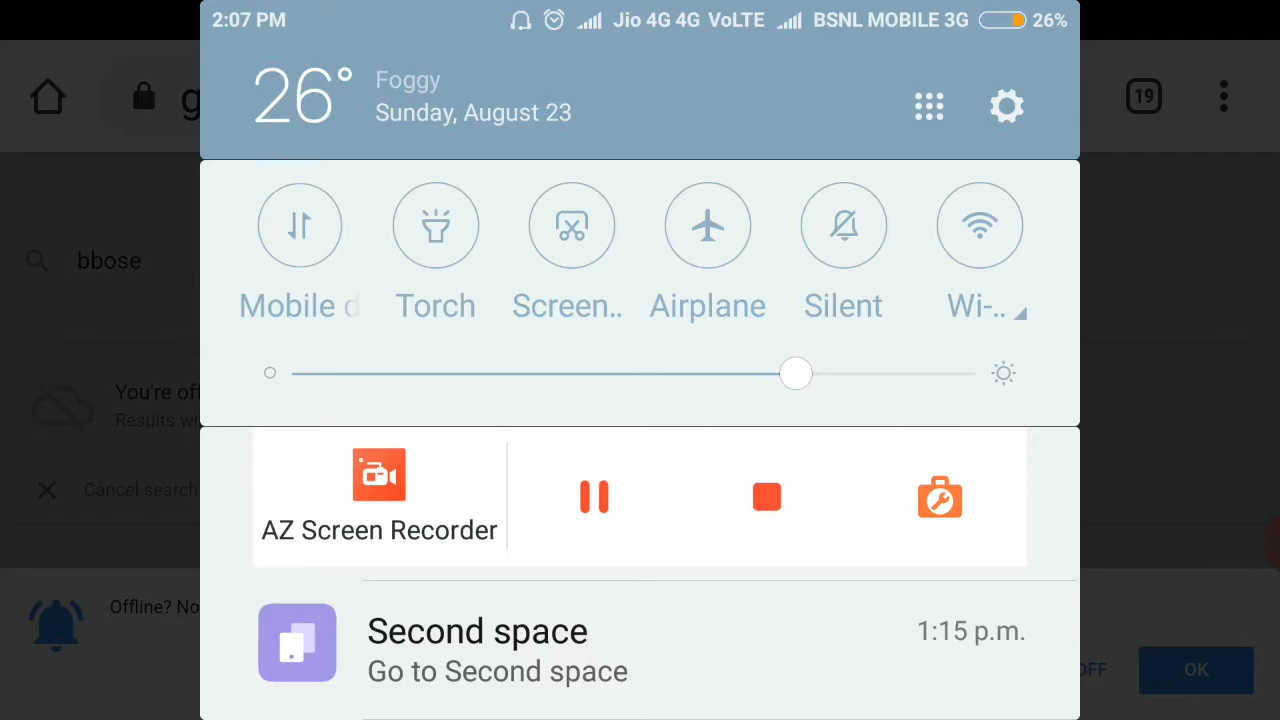 2:07 PM Jio 4G 4G VoLTE BSNL MOBILE 3G 26%
26° Foggy
Sunday, August 23
g 19
Mobile d Torch Screen.. Airplane Silent Wi-..
bbose
You're off
Results wi
Cancel search
AZ Screen Recorder
Offline? No
Second space 1:15 p.m.
Go to Second space
OFF OK